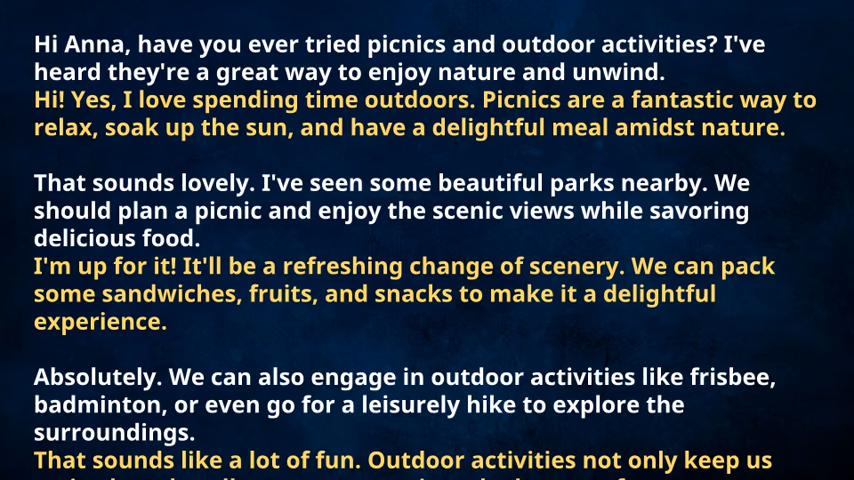 Hi Anna, have you ever tried picnics and outdoor activities? I've
heard they're a great way to enjoy nature and unwind.
Hi! Yes, I love spending time outdoors. Picnics are a fantastic way to
relax, soak up the sun, and have a delightful meal amidst nature.
That sounds lovely. I've seen some beautiful parks nearby. We
should plan a picnic and enjoy the scenic views while savoring
delicious food.
I'm up for it! It'll be a refreshing change of scenery. We can pack
some sandwiches, fruits, and snacks to make it a delightful
experience.
Absolutely. We can also engage in outdoor activities like frisbee,
badminton, or even go for a leisurely hike to explore the
surroundings.
That sounds like a lot of fun. Outdoor activities not only keep us